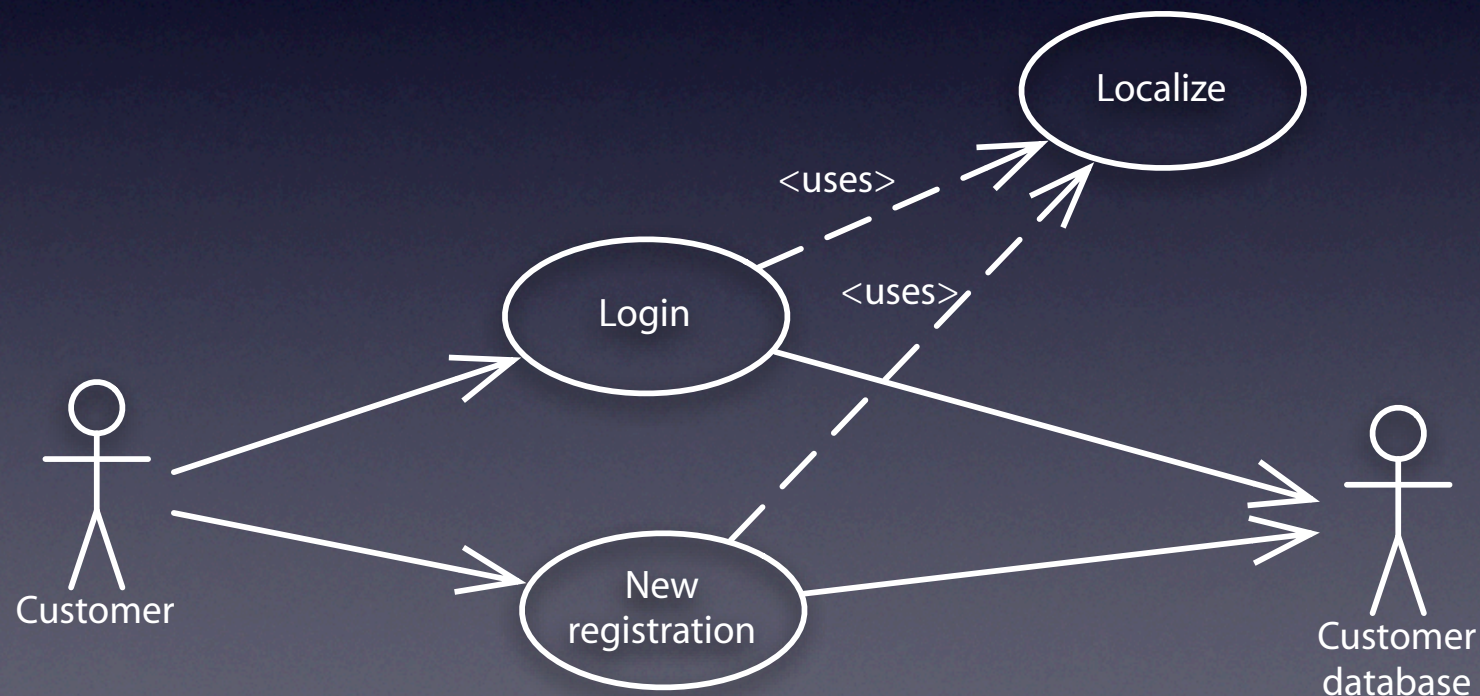 Localize
<uses>
Login
<uses>
Customer
New
registration
Customer
database